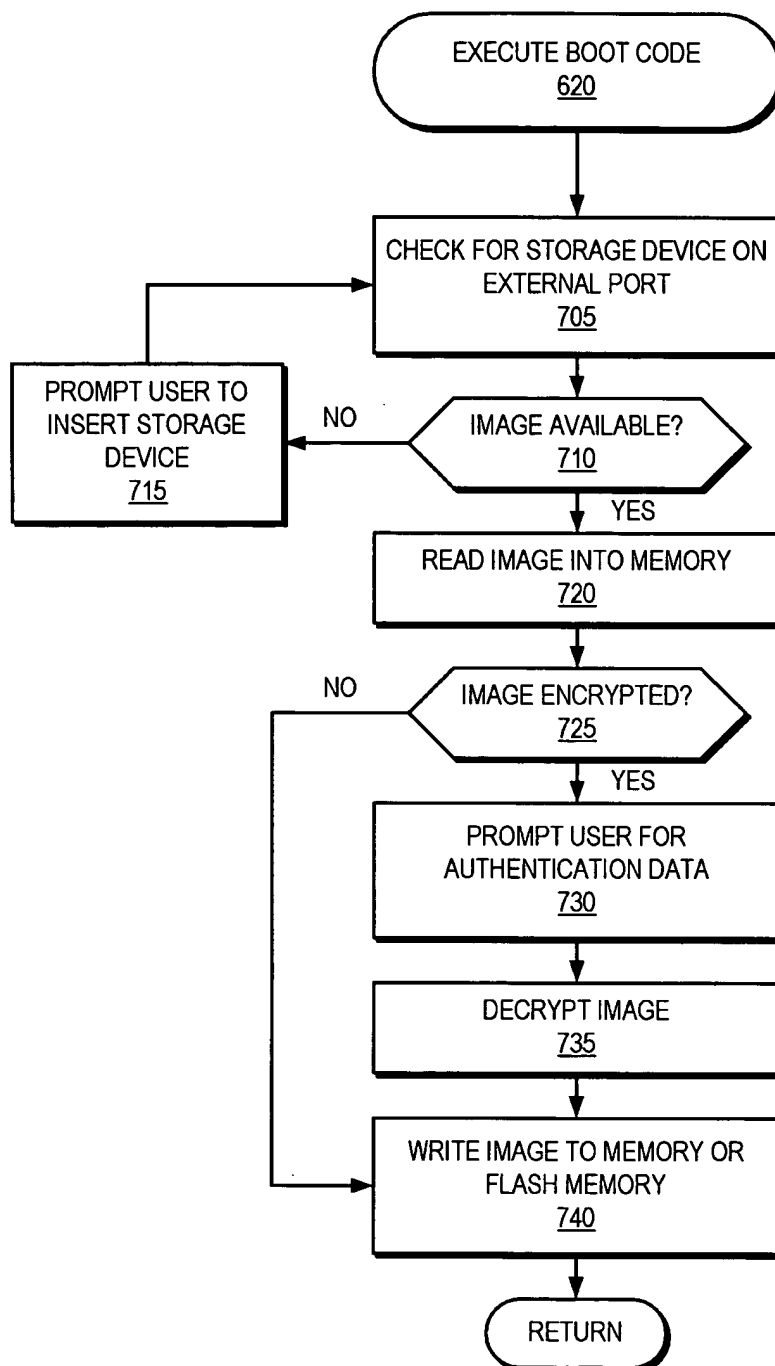 EXECUTE BOOT CODE
620
CHECK FOR STORAGE DEVICE ON
EXTERNAL PORT
705
PROMPT USER TO
INSERT STORAGE
DEVICE
715
NO
IMAGE AVAILABLE?
710
YES
READ IMAGE INTO MEMORY
720
NO
IMAGE ENCRYPTED?
725
YES
PROMPT USER FOR
AUTHENTICATION DATA
730
DECRYPT IMAGE
735
WRITE IMAGE TO MEMORY OR
FLASH MEMORY
740
RETURN